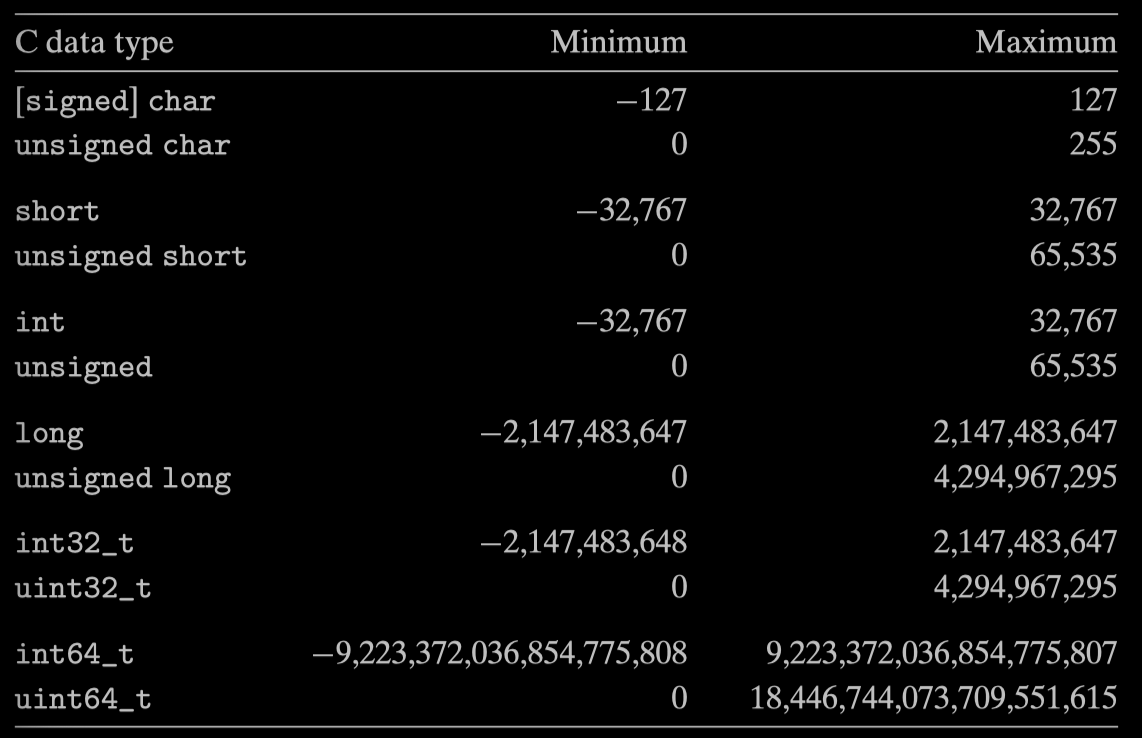 C data type Minimum Maximum
[signed] char −127 127
unsigned char 0 255
short −32,767 32,767
unsigned short 0 65,535
int −32,767 32,767
unsigned 0 65,535
long −2,147,483,647 2,147,483,647
unsigned long 0 4,294,967,295
int32_t −2,147,483,648 2,147,483,647
uint32_t 0 4,294,967,295
int64_t −9,223,372,036,854,775,808 9,223,372,036,854,775,807
uint64_t 0 18,446,744,073,709,551,615